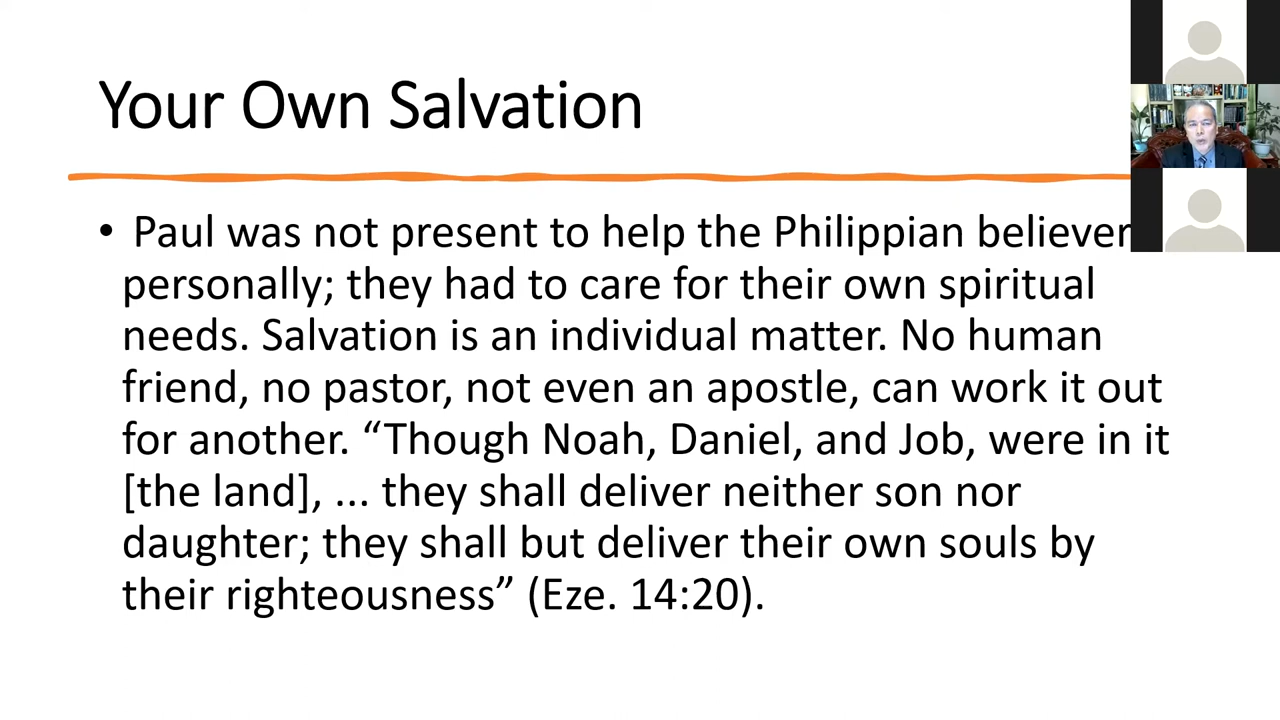 Your Own Salvation
• Paul was not present to help the Philippian believer
personally; they had to care for their own spiritual
needs. Salvation is an individual matter. No human
friend, no pastor, not even an apostle, can work it out
for another. “Though Noah, Daniel, and Job, were in it
[the land], ... they shall deliver neither son nor
daughter; they shall but deliver their own souls by
their righteousness” (Eze. 14:20).